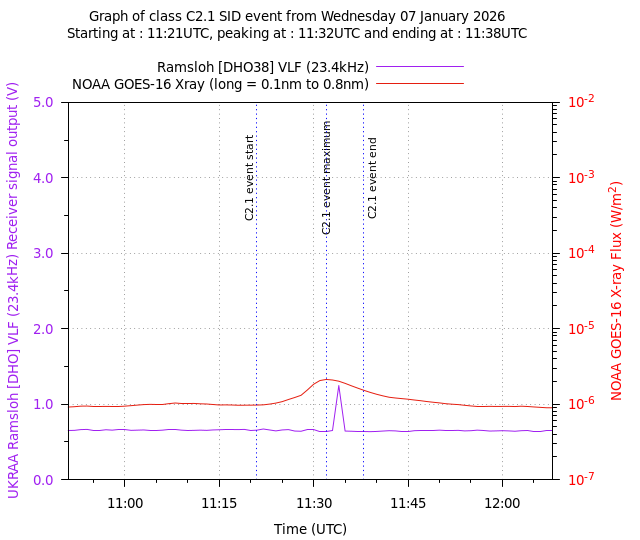 Graph of class C2.1 SID event from Wednesday 07 January 2026
Starting at : 11:21UTC, peaking at : 11:32UTC and ending at : 11:38UTC
Ramsloh [DHO38] VLF (23.4kHz)
NOAA GOES-16 Xray (long = 0.1nm to 0.8nm)
UKRAA Ramsloh [DHO] VLF (23.4kHz) Receiver signal output (V)
5.0
4.0
3.0
2.0
1.0
0.0
C2.1 event start
C2.1 event maximum
C2.1 event end
10-2
10-3
10-4
10-5
10-6
10-7
NOAA GOES-16 X-ray Flux (W/m2)
11:00 11:15 11:30 11:45 12:00
Time (UTC)